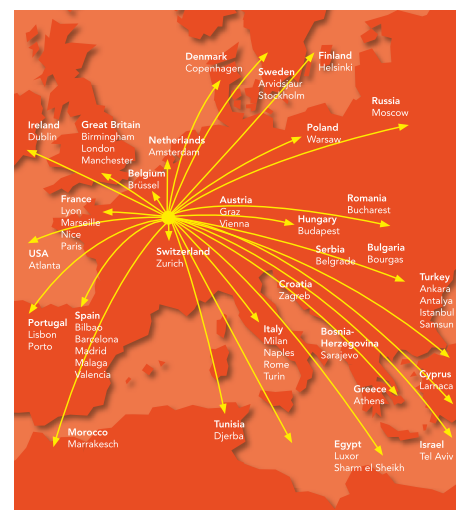 Denmark
Copenhagen
Sweden
Arvidsjaur
Stockholm
Finland
Helsinki
Russia
Moscow
Ireland
Dublin
Great Britain
Birmingham
London
Manchester
Netherlands
Amsterdam
Poland
Warsaw
Belgium
Brüssel
France
Lyon
Marseille
Nice
Paris
Austria
Graz
Vienna
Hungary
Budapest
Romania
Bucharest
USA
Atlanta
Switzerland
Zurich
Serbia
Belgrade
Bulgaria
Bourgas
Croatia
Zagreb
Turkey
Ankara
Antalya
Istanbul
Samsun
Portugal
Lisbon
Porto
Spain
Bilbao
Barcelona
Madrid
Malaga
Valencia
Italy
Milan
Naples
Rome
Turin
Bosnia-
Herzegovina
Sarajevo
Cyprus
Larnaca
Greece
Athens
Morocco
Marrakesch
Tunisia
Djerba
Egypt
Luxor
Sharm el Sheikh
Israel
Tel Aviv